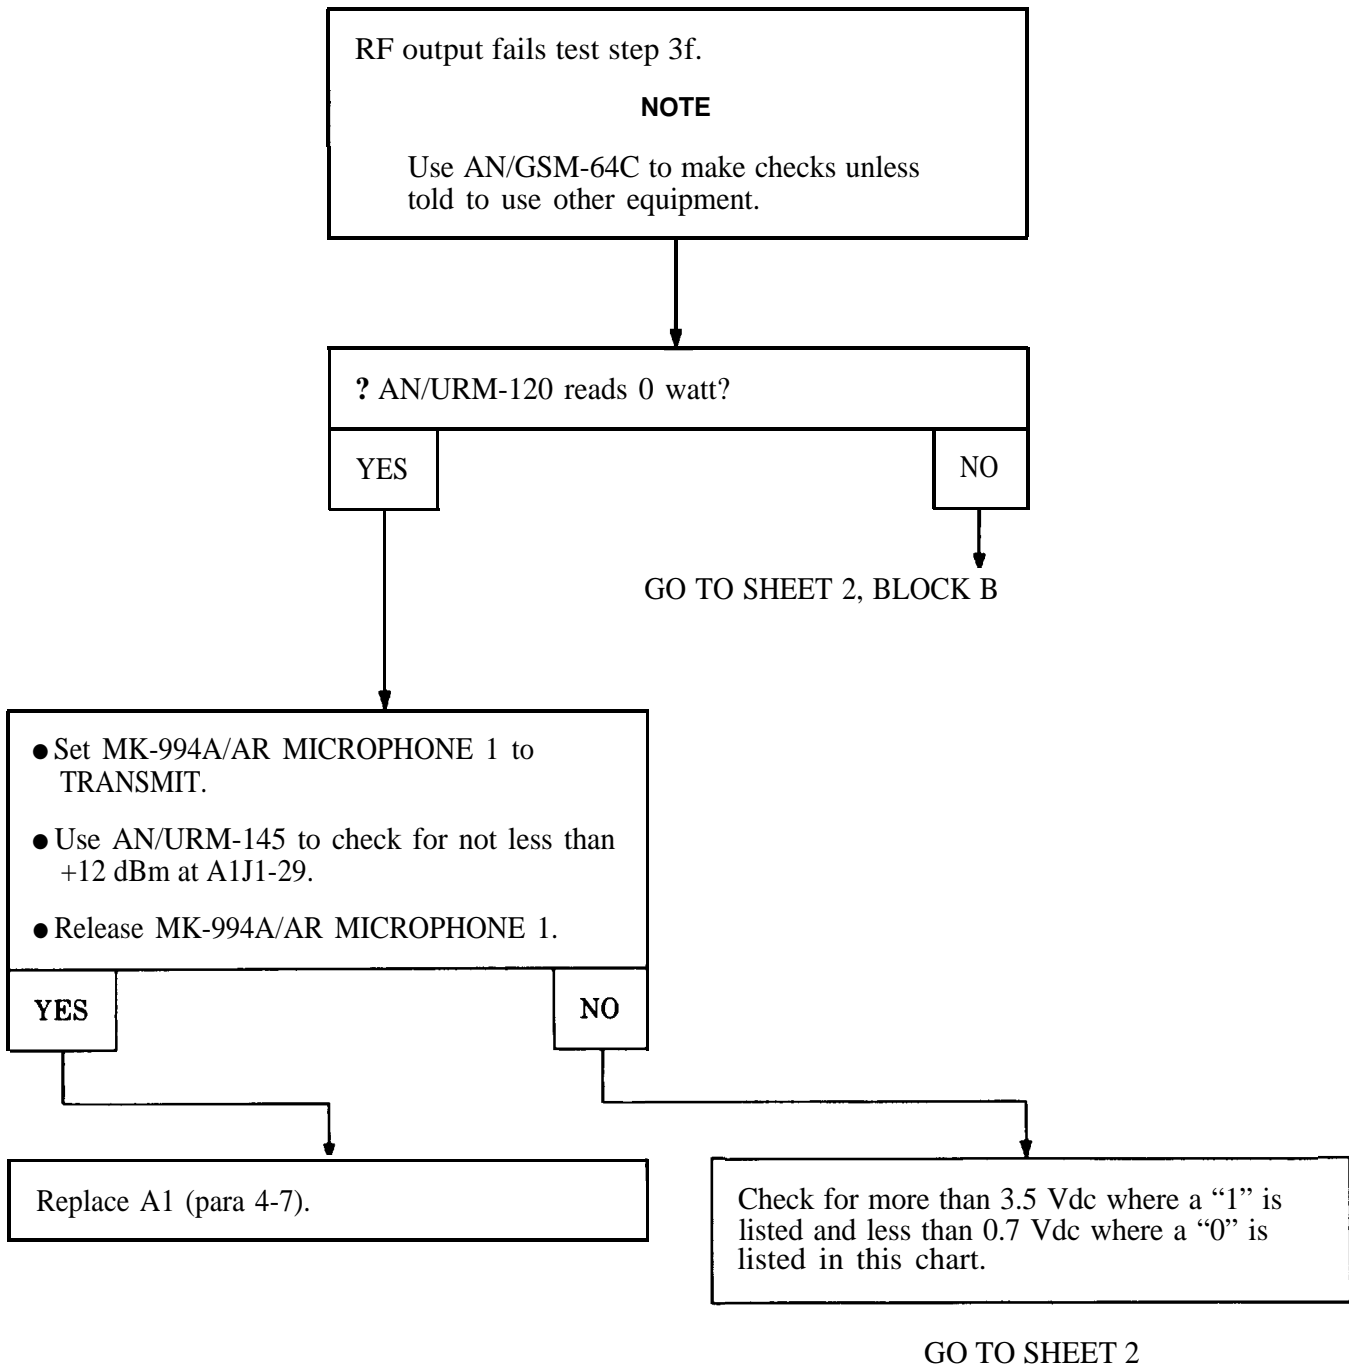 RF output fails test step 3f.
NOTE
Use AN/GSM-64C to make checks unless
told to use other equipment.
? AN/URM-120 reads 0 watt?
YES
NO
GO TO SHEET 2, BLOCK B
● Set MK-994A/AR MICROPHONE 1 to
TRANSMIT.
● Use AN/URM-145 to check for not less than
+12 dBm at A1J1-29.
● Release MK-994A/AR MICROPHONE 1.
YES
NO
Replace A1 (para 4-7).
Check for more than 3.5 Vdc where a “1” is
listed and less than 0.7 Vdc where a “0” is
listed in this chart.
GO TO SHEET 2